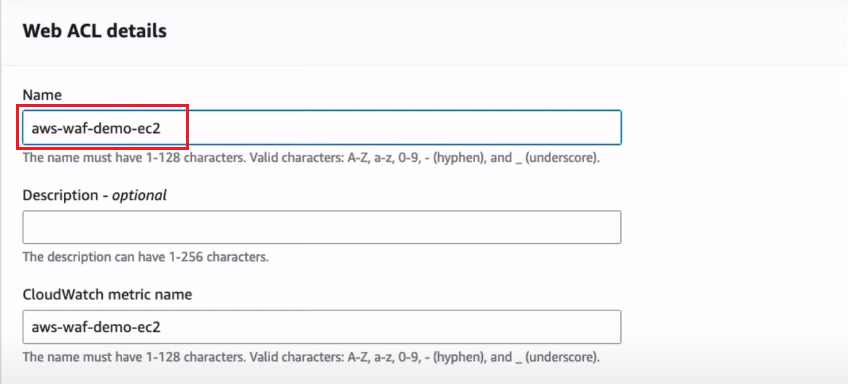 Web ACL details
Name
aws-waf-demo-ec2
The name must have 1-128 characters. Valid characters: A-Z, a-z, 0-9, - (hyphen), and _ (underscore).
Description - optional
The description can have 1-256 characters.
CloudWatch metric name
aws-waf-demo-ec2
The name must have 1-128 characters. Valid characters: A-Z, a-z, 0-9, - (hyphen), and _ (underscore).